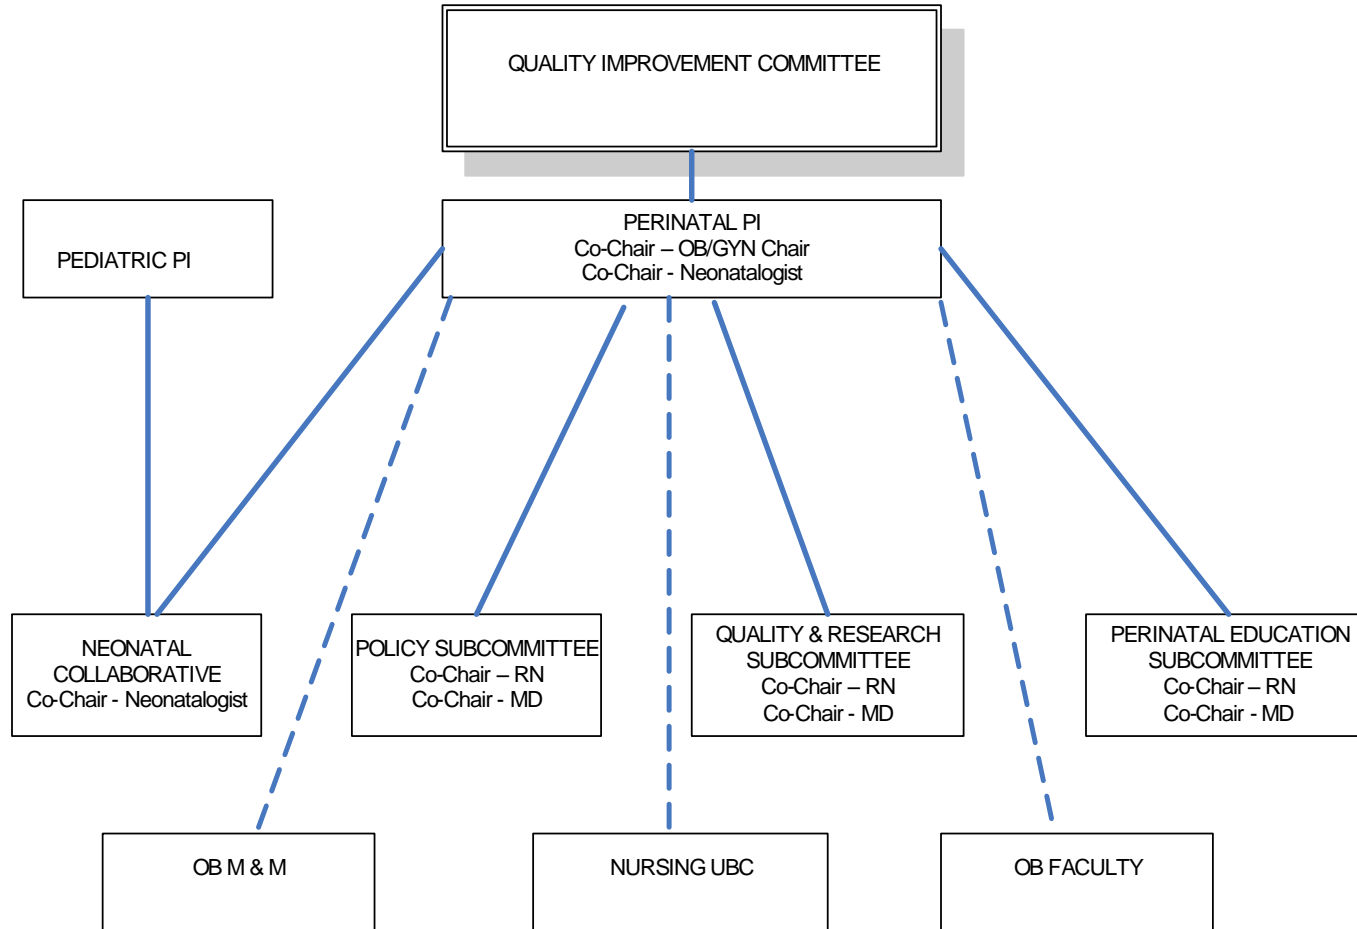 QUALITY IMPROVEMENT COMMITTEE
PEDIATRIC PI
PERINATAL PI
Co-Chair – OB/GYN Chair
Co-Chair - Neonatalogist
NEONATAL
COLLABORATIVE
Co-Chair - Neonatalogist
POLICY SUBCOMMITTEE
Co-Chair – RN
Co-Chair - MD
QUALITY & RESEARCH
SUBCOMMITTEE
Co-Chair – RN
Co-Chair - MD
PERINATAL EDUCATION
SUBCOMMITTEE
Co-Chair – RN
Co-Chair - MD
OB M & M
NURSING UBC
OB FACULTY